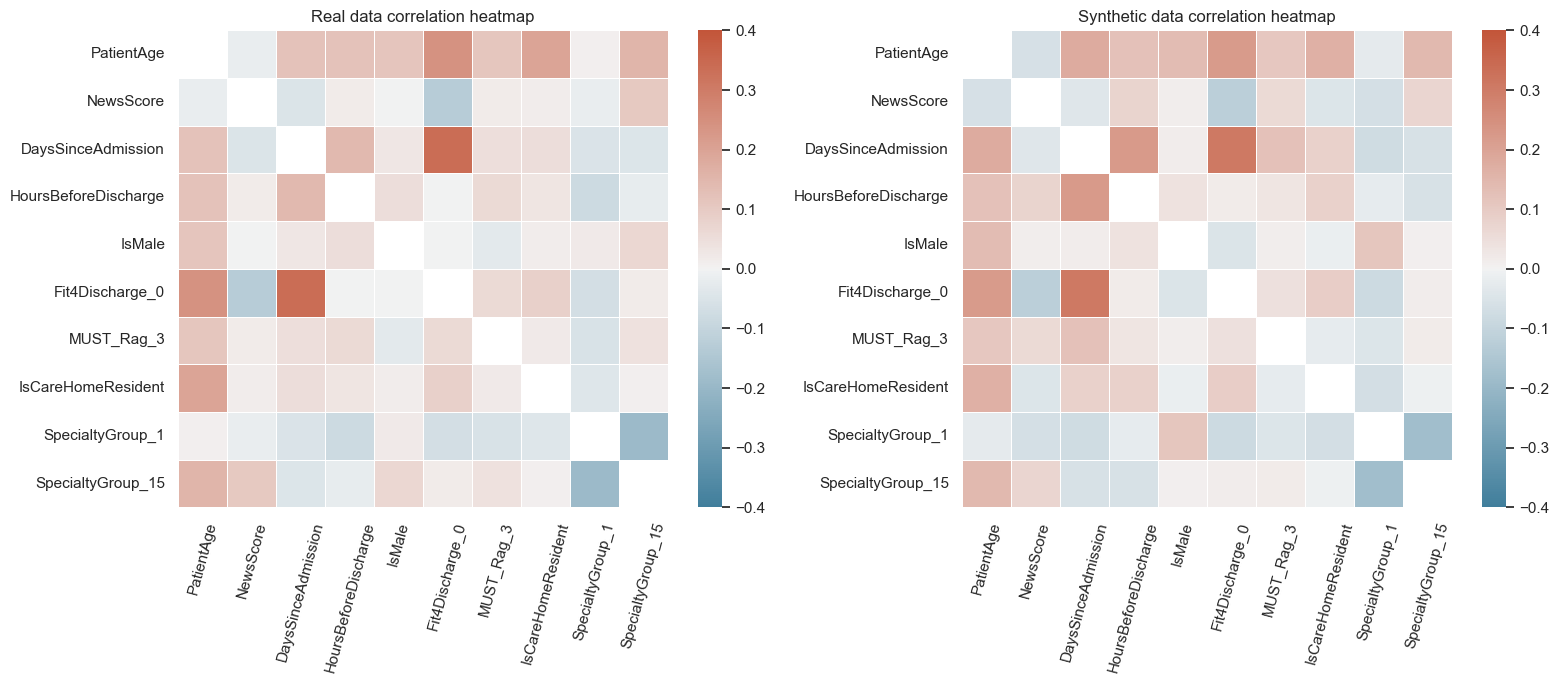 Real data correlation heatmap
PatientAge
NewsScore
DaysSinceAdmission
HoursBeforeDischarge
IsMale
Fit4Discharge_0
MUST_Rag_3
IsCareHomeResident
SpecialtyGroup_1
SpecialtyGroup_15
PatientAge
NewsScore
DaysSinceAdmission
HoursBeforeDischarge
IsMale
Fit4Discharge_0
MUST_Rag_3
IsCareHomeResident
SpecialtyGroup_1
SpecialtyGroup_15
0.4
0.3
0.2
0.1
0.0
−0.1
−0.2
−0.3
−0.4
Synthetic data correlation heatmap
PatientAge
NewsScore
DaysSinceAdmission
HoursBeforeDischarge
IsMale
Fit4Discharge_0
MUST_Rag_3
IsCareHomeResident
SpecialtyGroup_1
SpecialtyGroup_15
PatientAge
NewsScore
DaysSinceAdmission
HoursBeforeDischarge
IsMale
Fit4Discharge_0
MUST_Rag_3
IsCareHomeResident
SpecialtyGroup_1
SpecialtyGroup_15
0.4
0.3
0.2
0.1
0.0
−0.1
−0.2
−0.3
−0.4